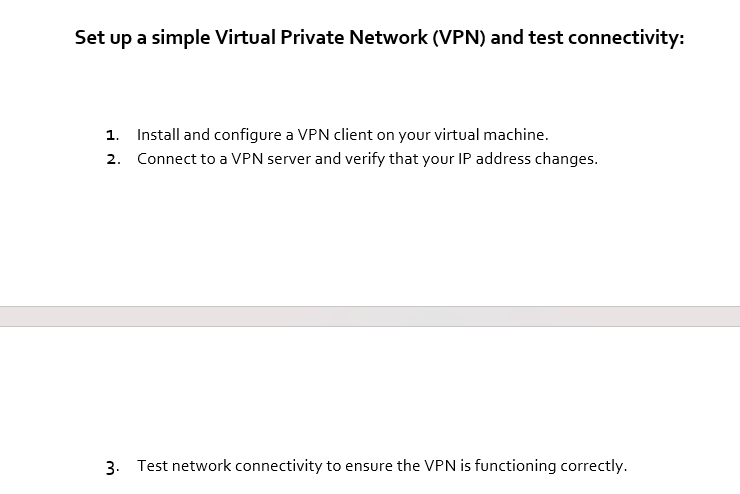 Set up a simple Virtual Private Network (VPN) and test connectivity:
1. Install and configure a VPN client on your virtual machine.
2. Connect to a VPN server and verify that your IP address changes.
3. Test network connectivity to ensure the VPN is functioning correctly.